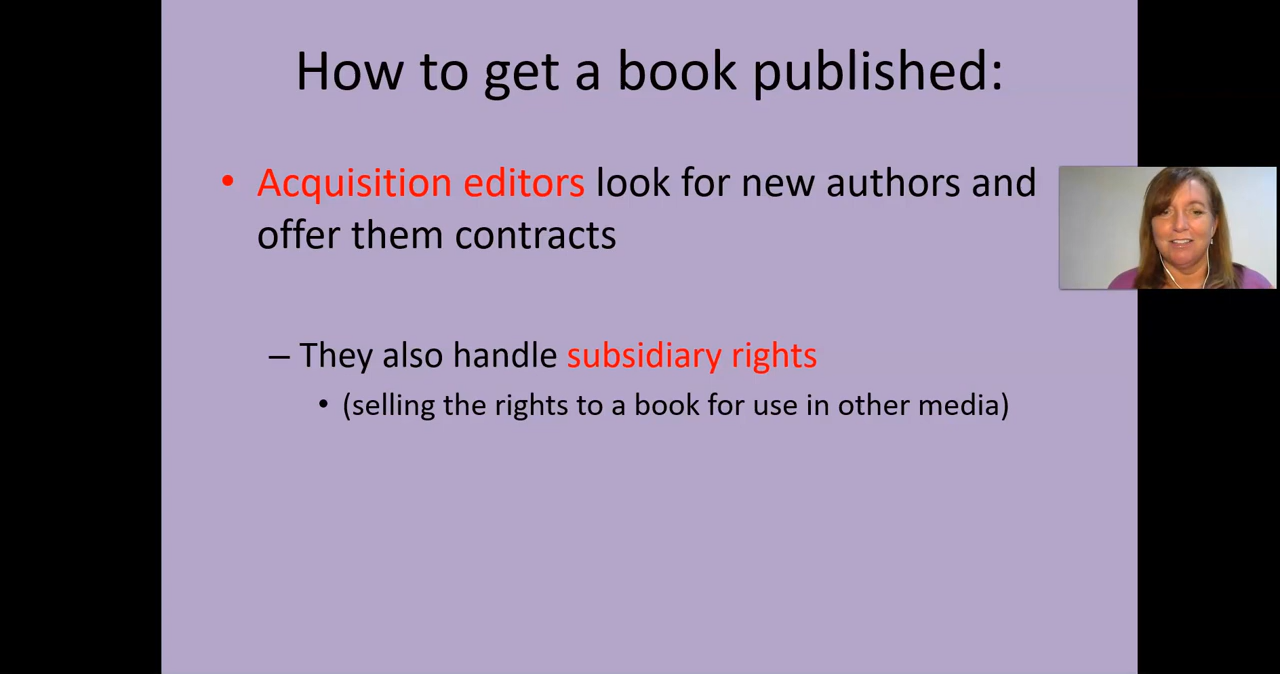 How to get a book published:
• Acquisition editors look for new authors and
offer them contracts
– They also handle subsidiary rights
• (selling the rights to a book for use in other media)